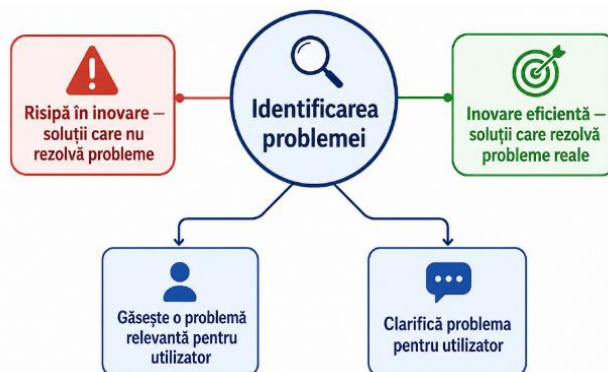 Risipă în inovare –
soluții care nu
rezolvă probleme
Identificarea
problemei
Inovare eficientă –
soluții care rezolvă
probleme reale
Găsește o problemă
relevantă pentru
utilizator
Clarifică problema
pentru utilizator